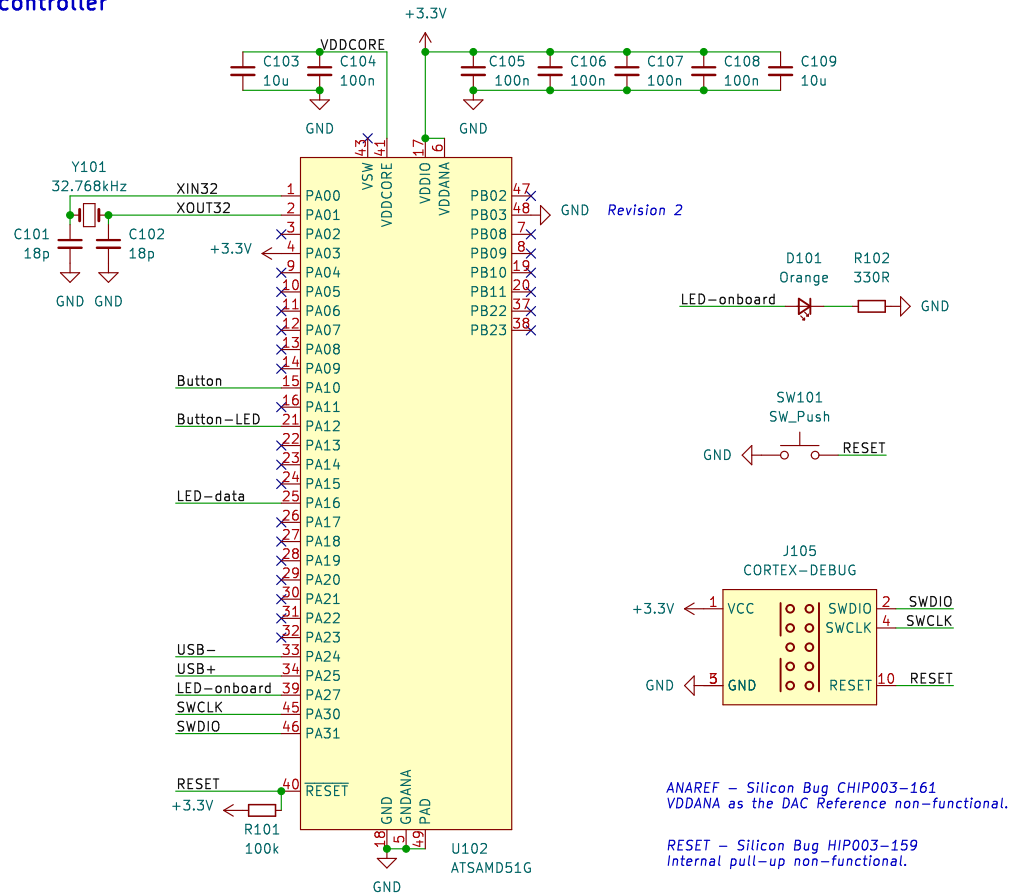 controller
+3.3V
VDDCORE
C103
10u
C104
100n
C105
100n
C106
100n
C107
100n
C108
100n
C109
10u
GND
GND
43
41
17
6
VSW
VDDCORE
VDDIO
VDDANA
Y101
32.768kHz
XIN32
XOUT32
C101
18p
C102
18p
GND
GND
+3.3V
1 PA00
2 PA01
3 PA02
4 PA03
9 PA04
10 PA05
11 PA06
12 PA07
13 PA08
14 PA09
Button 15 PA10
16 PA11
Button-LED 21 PA12
22 PA13
23 PA14
24 PA15
LED-data 25 PA16
26 PA17
27 PA18
28 PA19
29 PA20
30 PA21
31 PA22
32 PA23
USB- 33 PA24
USB+ 34 PA25
LED-onboard 39 PA27
SWCLK 45 PA30
SWDIO 46 PA31
RESET 40 RESET
+3.3V
R101
100k
GND
GNDANA
PAD
18
5
49
GND
U102
ATSAMD51G
PB02 47
PB03 48 GND
PB08 7
PB09 8
PB10 19
PB11 20
PB22 37
PB23 38
Revision 2
D101
Orange
R102
330R
LED-onboard
GND
SW101
SW_Push
GND
RESET
J105
CORTEX-DEBUG
+3.3V 1 VCC SWDIO 2 SWDIO
SWCLK 4 SWCLK
GND GND RESET 10 RESET
ANAREF - Silicon Bug CHIP003-161
VDDANA as the DAC Reference non-functional.
RESET - Silicon Bug HIP003-159
Internal pull-up non-functional.